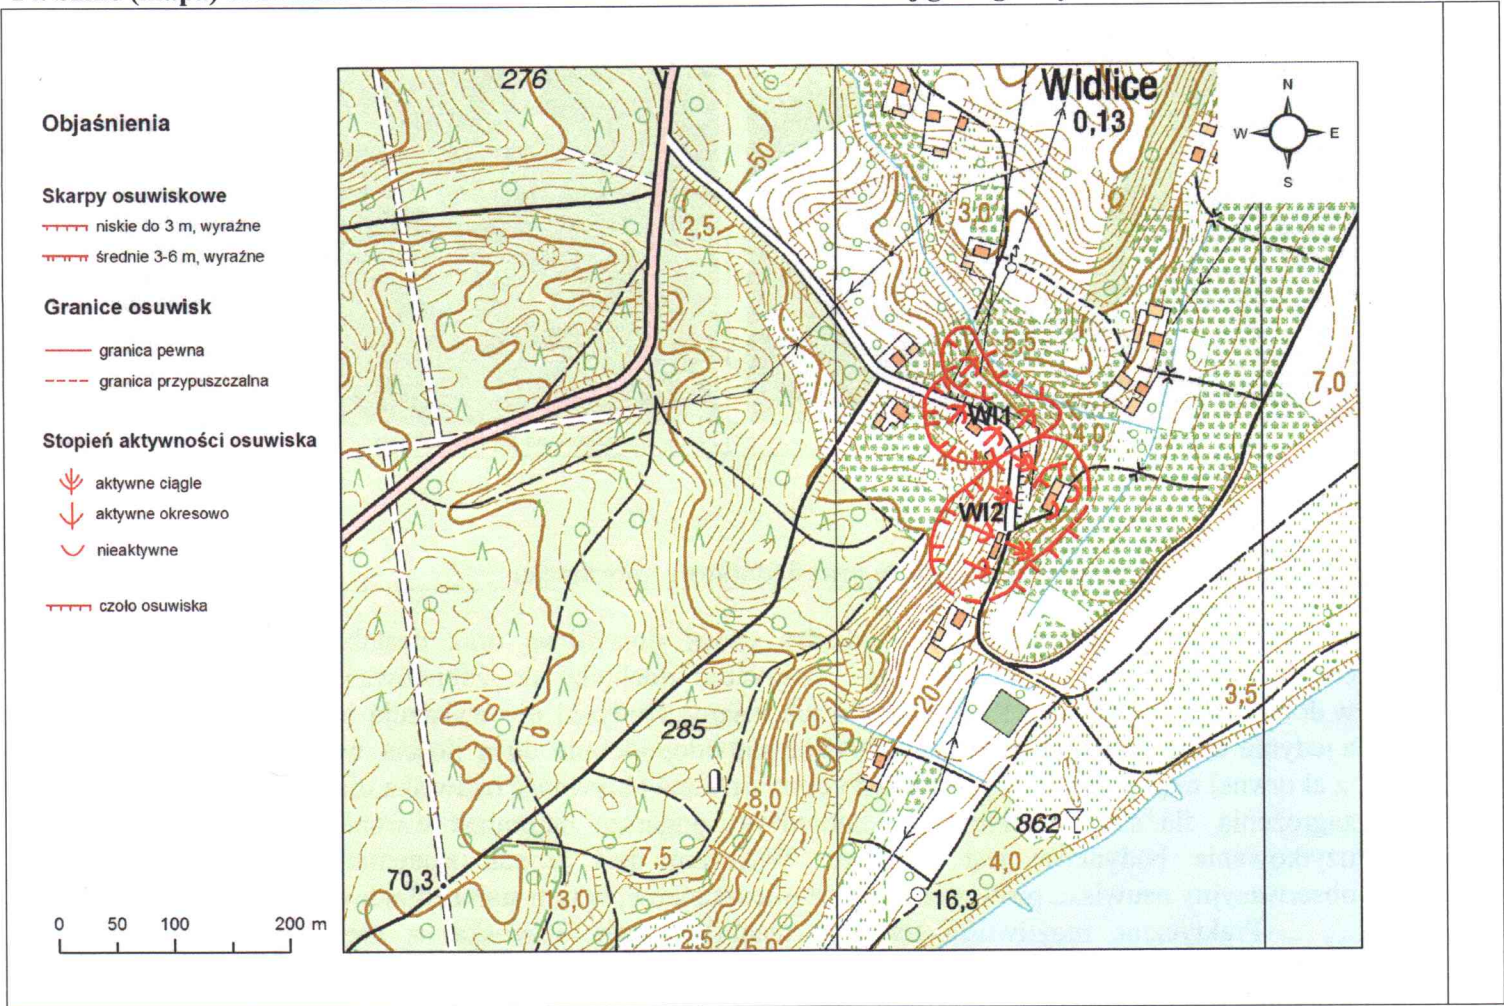 276
Widlice
0,13
N
W
E
S
Objaśnienia
Skarpy osuwiskowe
niskie do 3 m, wyraźne
średnie 3-6 m, wyraźne
Granice osuwisk
granica pewna
granica przypuszczalna
Stopień aktywności osuwiska
aktywne ciągle
aktywne okresowo
nieaktywne
czoło osuwiska
50
2,5
3,0
5,5
7,0
WI1
4,0
4,0
WI2
20
3,5
70
285
7,0
8,0
862
7,5
4,0
70,3
13,0
16,3
2,5
5,0
0 50 100 200 m